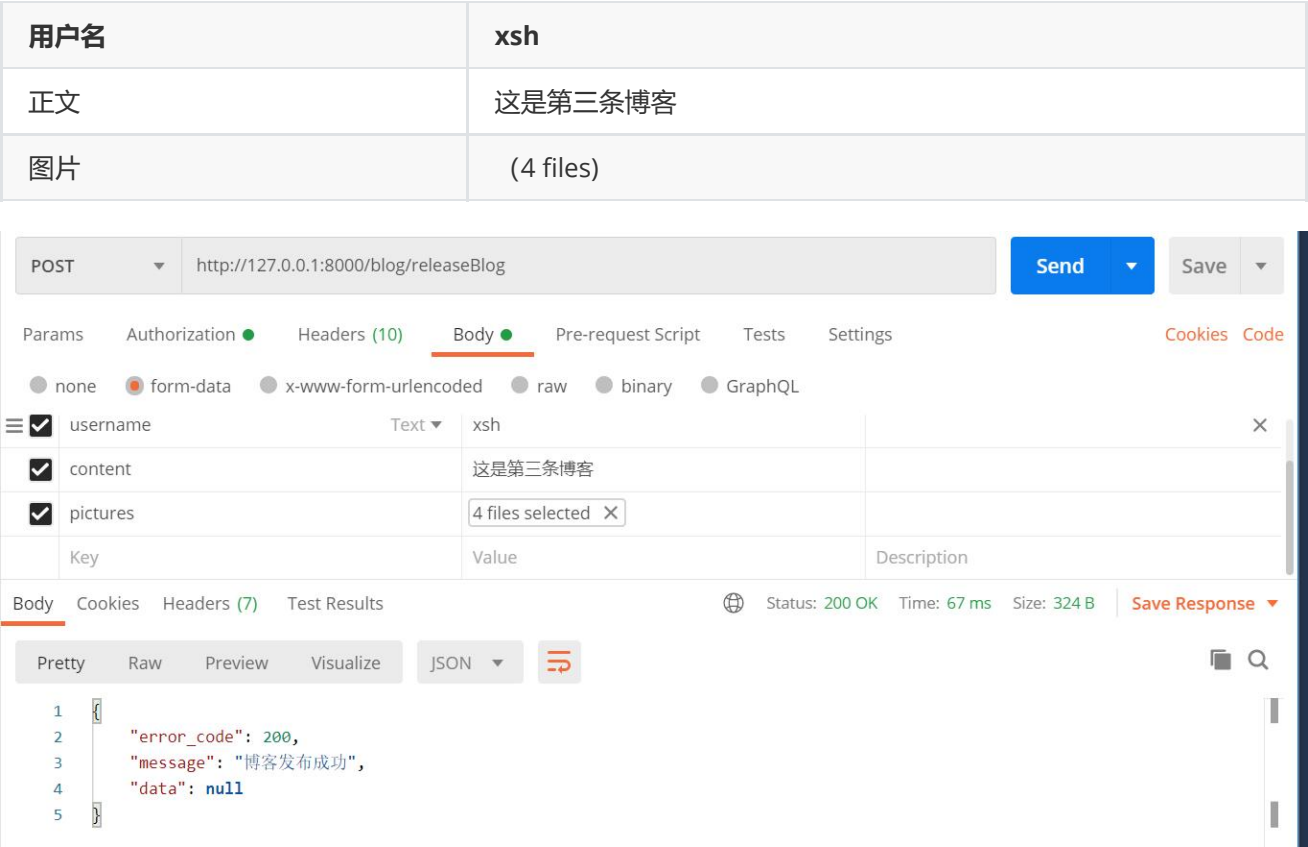 用户名 xsh
正文 这是第三条博客
图片 (4 files)
POST http://127.0.0.1:8000/blog/releaseBlog Send Save
Params Authorization Headers (10) Body Pre-request Script Tests Settings Cookies Code
none form-data x-www-form-urlencoded raw binary GraphQL
username Text xsh
content 这是第三条博客
pictures 4 files selected
Key Value Description
Body Cookies Headers (7) Test Results Status: 200 OK Time: 67 ms Size: 324 B Save Response
Pretty Raw Preview Visualize JSON
1 {
2 "error_code": 200,
3 "message": "博客发布成功",
4 "data": null
5 }